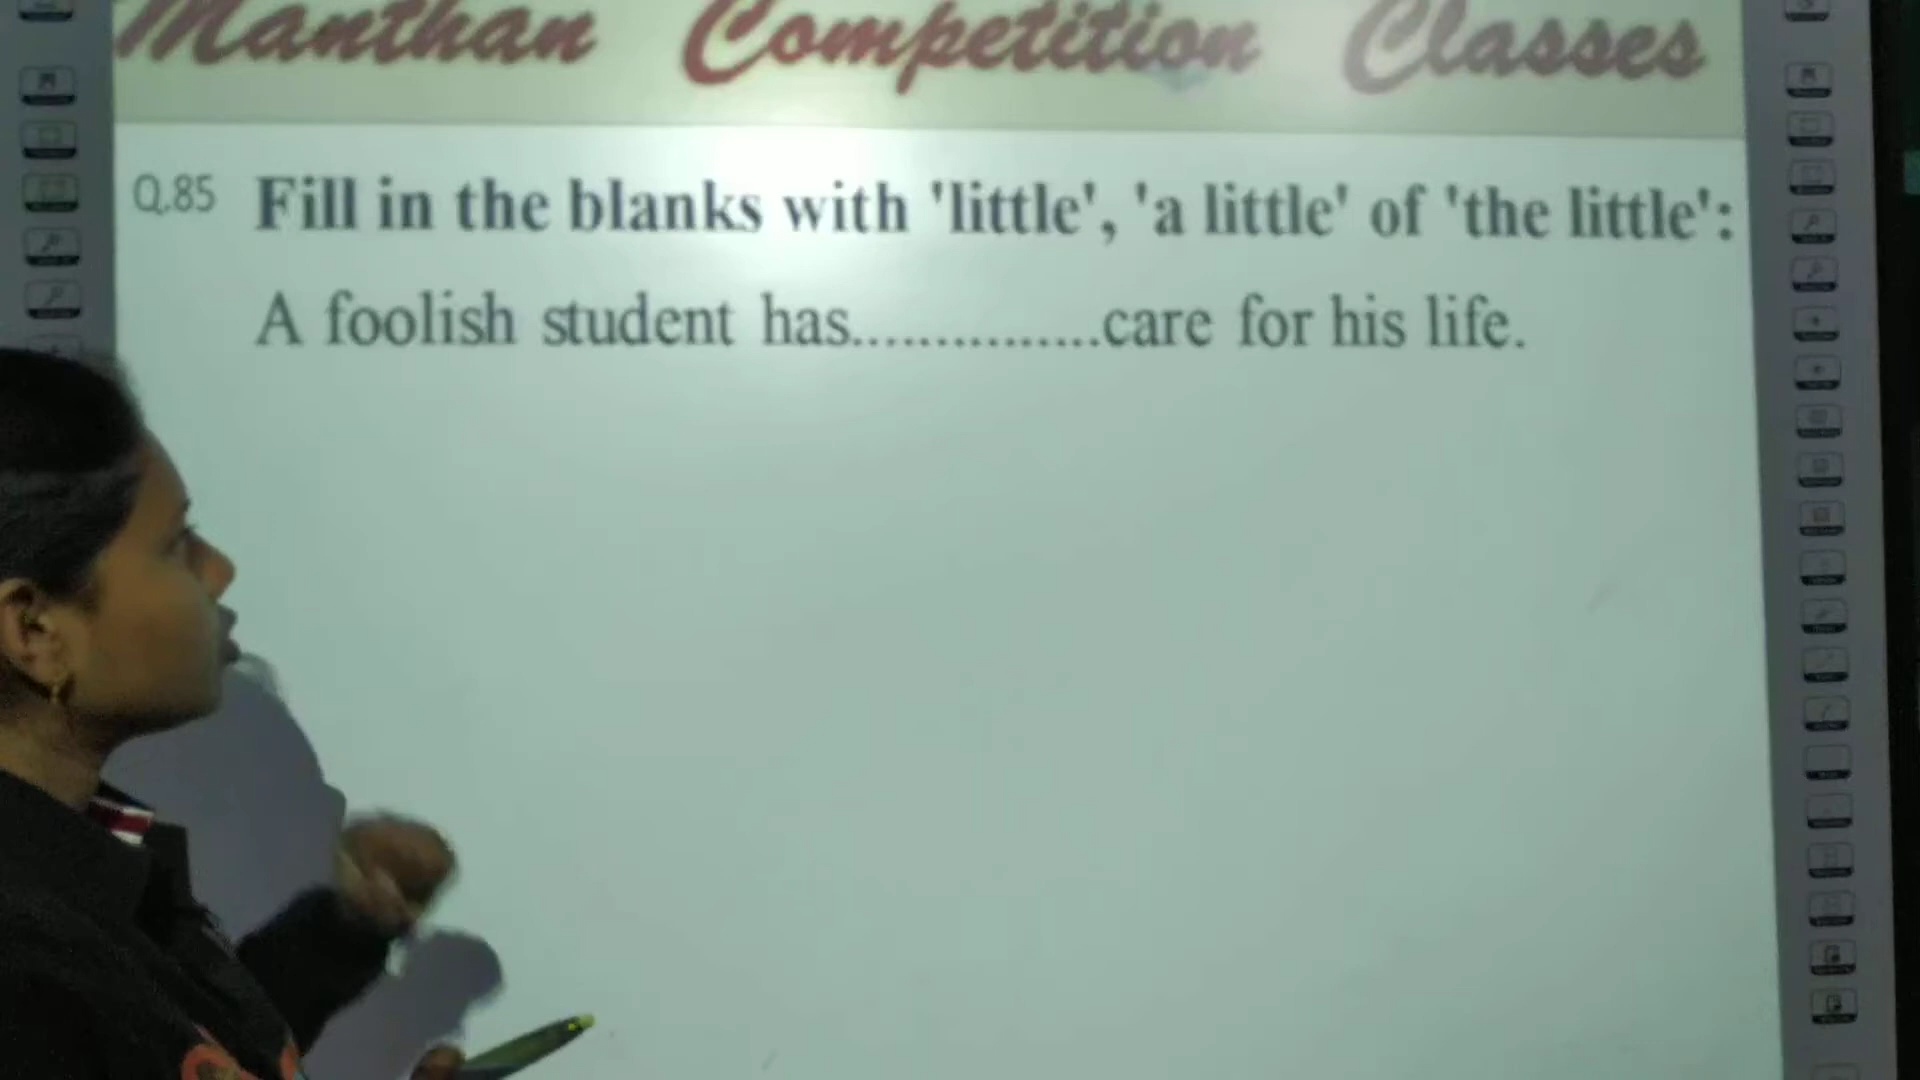 Manthan Competition Classes
Q.85 Fill in the blanks with 'little', 'a little' of 'the little':
A foolish student has...............care for his life.